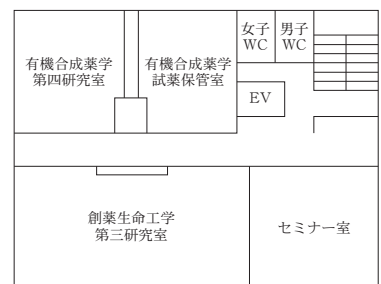 有機合成薬学
第四研究室
有機合成薬学
試薬保管室
女子
WC
男子
WC
EV
創薬生命工学
第三研究室
セミナー室